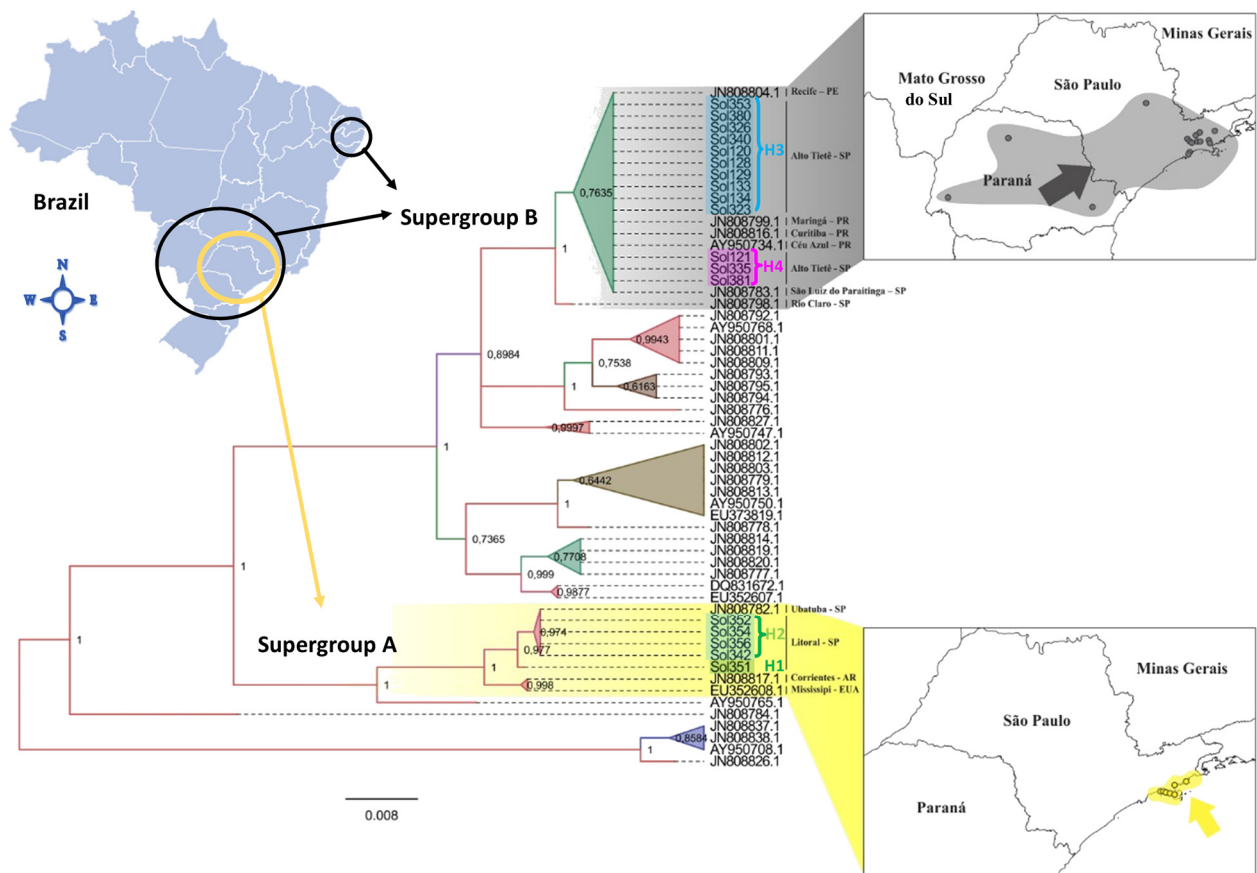 Brazil
N
W
E
S
Supergroup B
Supergroup A
JN808804.1
Recife – PE
Sol353
Sol380
Sol326
Sol340
Sol120
Sol128
Sol129
Sol133
Sol134
Sol323
H3
Alto Tietê - SP
JN808799.1
Maringá – PR
JN808816.1
Curitiba – PR
AY950734.1
Céu Azul – PR
Sol121
Sol335
Sol381
H4
Alto Tietê - SP
JN808783.1
São Luiz do Paraitinga – SP
JN808798.1
Rio Claro – SP
JN808792.1
AY950768.1
JN808801.1
JN808811.1
JN808809.1
JN808793.1
JN808795.1
JN808794.1
JN808776.1
JN808827.1
AY950747.1
JN808802.1
JN808812.1
JN808803.1
JN808779.1
JN808813.1
AY950750.1
EU373819.1
JN808778.1
JN808814.1
JN808819.1
JN808820.1
JN808777.1
DQ831672.1
EU352607.1
JN808782.1
Ubatuba - SP
Sol352
Sol354
Sol356
Sol342
H2
Litoral - SP
Sol351
H1
JN808817.1
Corrientes - AR
EU352608.1
Mississipi - EUA
AY950765.1
JN808784.1
JN808837.1
JN808838.1
AY950708.1
JN808826.1
0,7635
1
0,8984
0,9943
0,7538
0,6163
1
0,9997
1
0,6442
1
0,7365
0,7708
0,999
0,9877
1
0,974
0,977
1
0,998
1
1
0,8584
1
0.008
Minas Gerais
Mato Grosso
do Sul
São Paulo
Paraná
Minas Gerais
São Paulo
Paraná